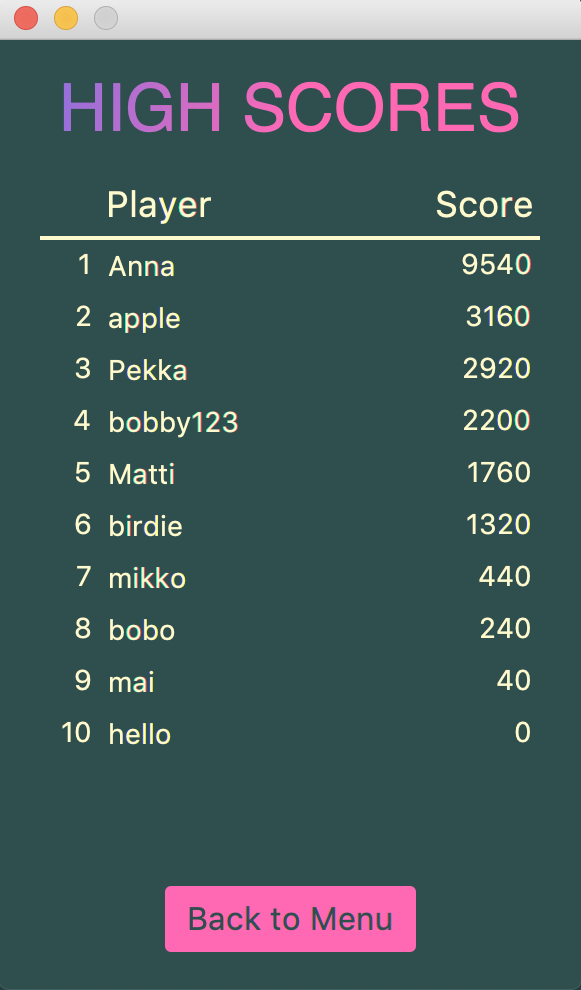 HIGH SCORES
Player Score
1 Anna 9540
2 apple 3160
3 Pekka 2920
4 bobby123 2200
5 Matti 1760
6 birdie 1320
7 mikko 440
8 bobo 240
9 mai 40
10 hello 0
Back to Menu